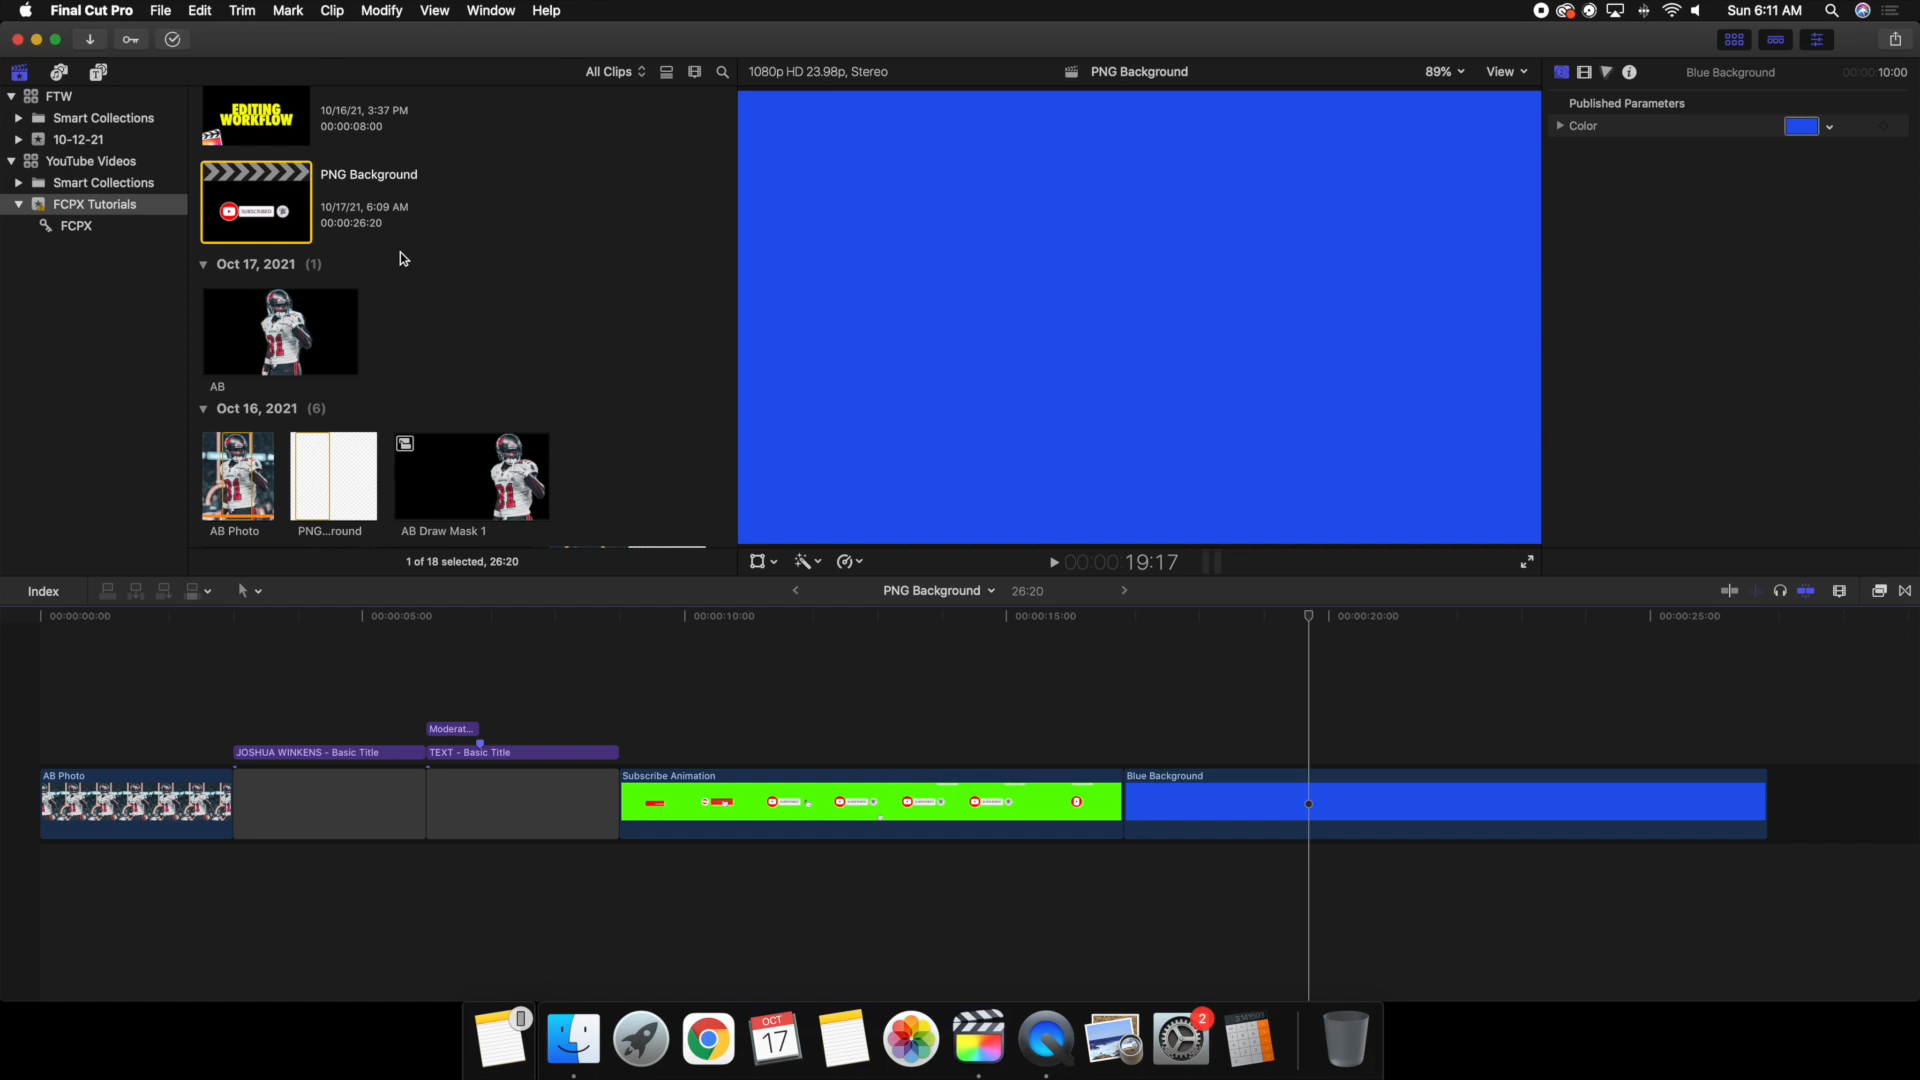 Final Cut Pro File Edit Trim Mark Clip Modify View Window Help
Sun 6:11 AM
All Clips
1080p HD 23.98p, Stereo
PNG Background
89%
View
Blue Background
00:00:10:00
FTW
Smart Collections
10-12-21
YouTube Videos
Smart Collections
FCPX Tutorials
FCPX
EDITING
WORKFLOW
10/16/21, 3:37 PM
00:00:08:00
SUBSCRIBED
PNG Background
10/17/21, 6:09 AM
00:00:26:20
Oct 17, 2021 (1)
AB
Oct 16, 2021 (6)
AB Photo
PNG...round
AB Draw Mask 1
1 of 18 selected, 26:20
Published Parameters
Color
00:00:19:17
Index
PNG Background
26:20
00:00:00:00
00:00:05:00
00:00:10:00
00:00:15:00
00:00:20:00
00:00:25:00
Moderat...
JOSHUA WINKENS - Basic Title
TEXT - Basic Title
AB Photo
Subscribe Animation
Blue Background
OCT
17
2